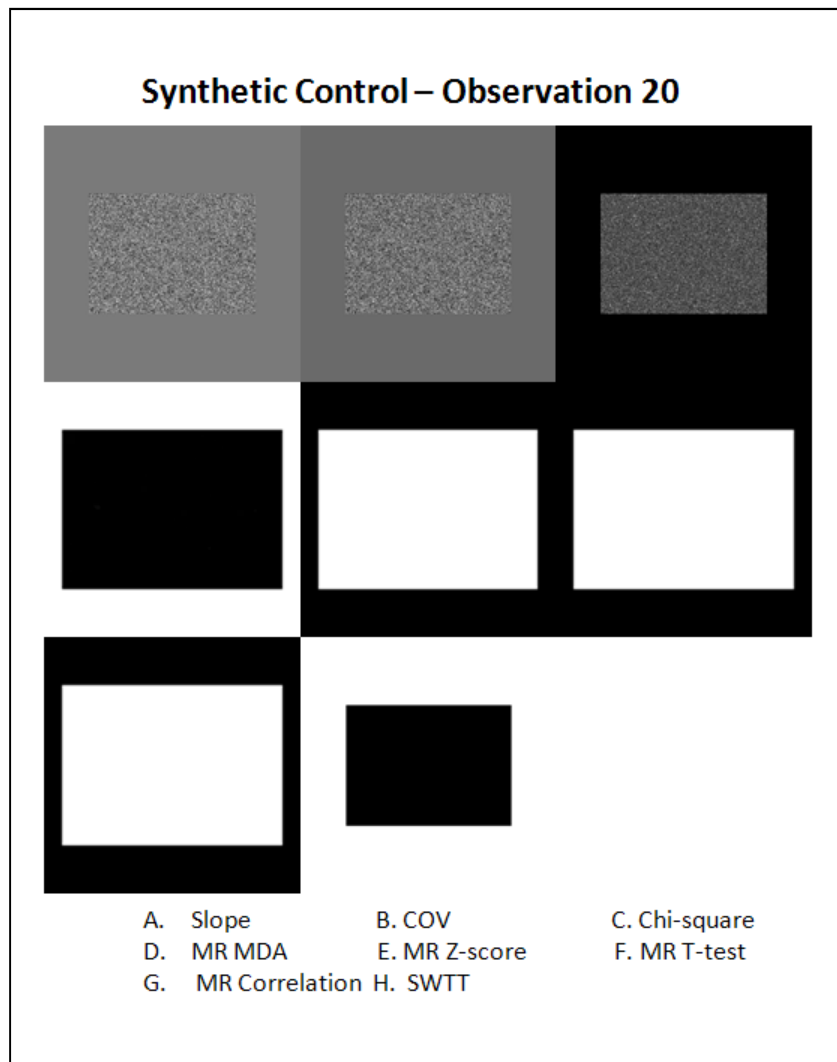 Synthetic Control – Observation 20
A. Slope B. COV C. Chi-square
D. MR MDA E. MR Z-score F. MR T-test
G. MR Correlation H. SWTT